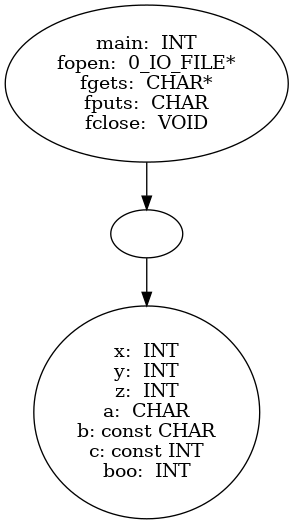 main:  INT
fopen:  0_IO_FILE*
fgets:  CHAR*
fputs:  CHAR
fclose:  VOID
x:  INT
y:  INT
z:  INT
a:  CHAR
b: const CHAR
c: const INT
boo:  INT